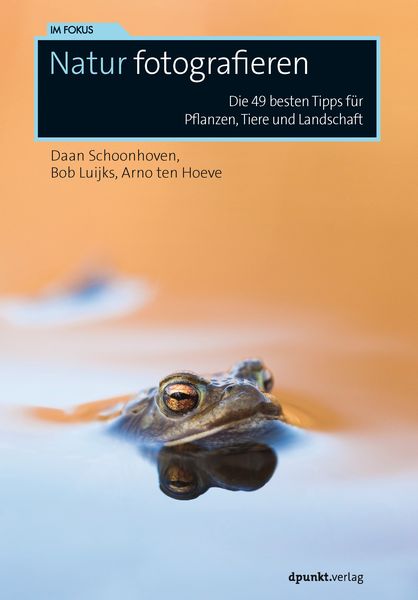 IM FOKUS
Natur fotografieren
Die 49 besten Tipps für
Pflanzen, Tiere und Landschaft
Daan Schoonhoven,
Bob Luijks, Arno ten Hoeve
dpunkt.verlag